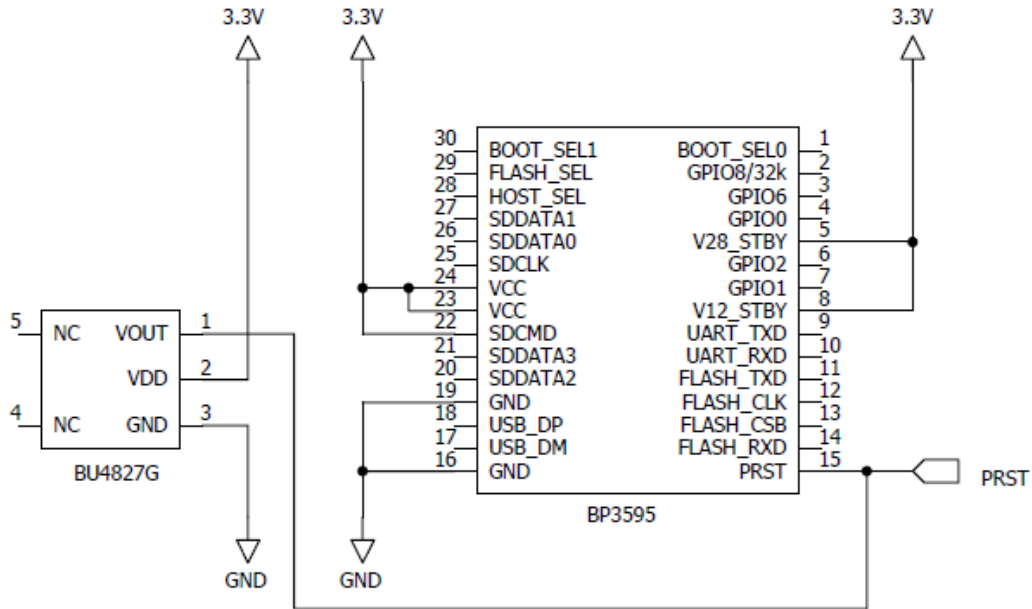 3.3V
3.3V
3.3V
30 BOOT_SEL1 BOOT_SEL0 1
29 FLASH_SEL GPIO8/32k 2
28 HOST_SEL GPIO6 3
27 SDDATA1 GPIO0 4
26 SDDATA0 V28_STBY 5
25 SDCLK GPIO2 6
24 VCC GPIO1 7
23 VCC V12_STBY 8
22 SDCMD UART_TXD 9
21 SDDATA3 UART_RXD 10
20 SDDATA2 FLASH_TXD 11
19 GND FLASH_CLK 12
18 USB_DP FLASH_CSB 13
17 USB_DM FLASH_RXD 14
16 GND PRST 15
BP3595
PRST
5 NC VOUT 1
VDD 2
4 NC GND 3
BU4827G
GND
GND